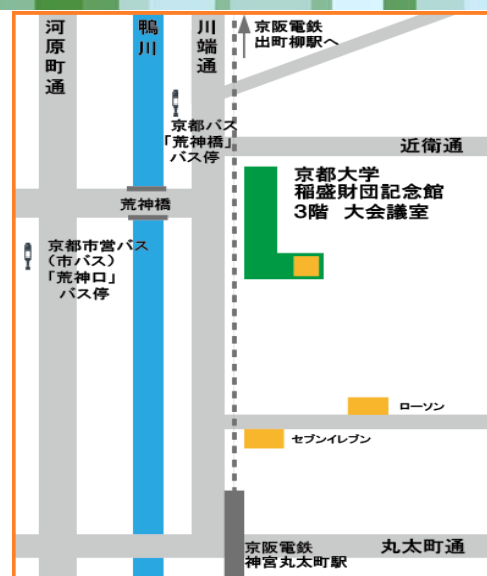 河原町通
鴨川
川端通
京阪電鉄
出町柳駅へ
京都バス
「荒神橋」
バス停
近衛通
京都大学
稲盛財団記念館
3階 大会議室
荒神橋
京都市営バス
(市バス)
「荒神口」
バス停
ローソン
セブンイレブン
京阪電鉄
神宮丸太町駅
丸太町通